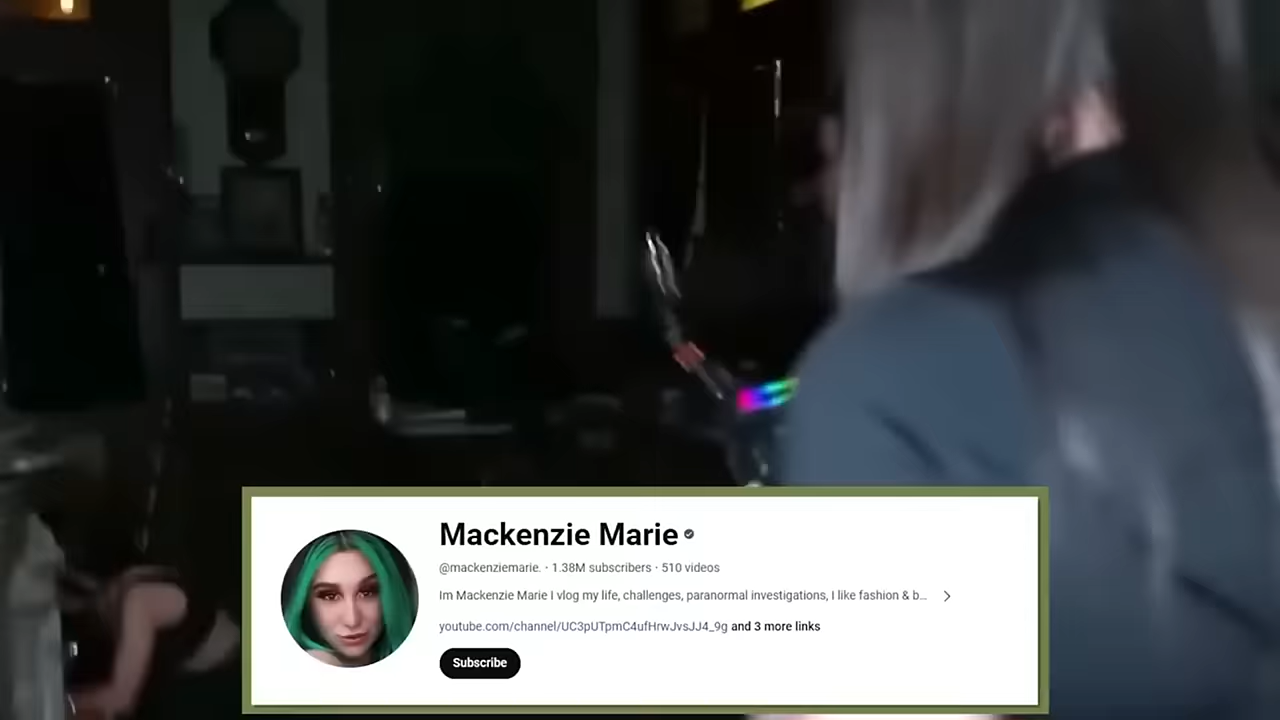 Mackenzie Marie
@mackenziemarie. · 1.38M subscribers · 510 videos
Im Mackenzie Marie I vlog my life, challenges, paranormal investigations, I like fashion & b...
youtube.com/channel/UC3pUTpmC4ufHrwJvsJJ4_9g and 3 more links
Subscribe